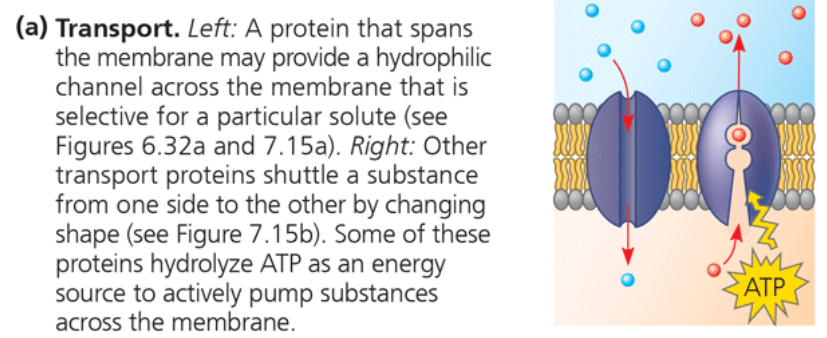 (a) Transport. Left: A protein that spans
the membrane may provide a hydrophilic
channel across the membrane that is
selective for a particular solute (see
Figures 6.32a and 7.15a). Right: Other
transport proteins shuttle a substance
from one side to the other by changing
shape (see Figure 7.15b). Some of these
proteins hydrolyze ATP as an energy
source to actively pump substances
across the membrane.
ATP